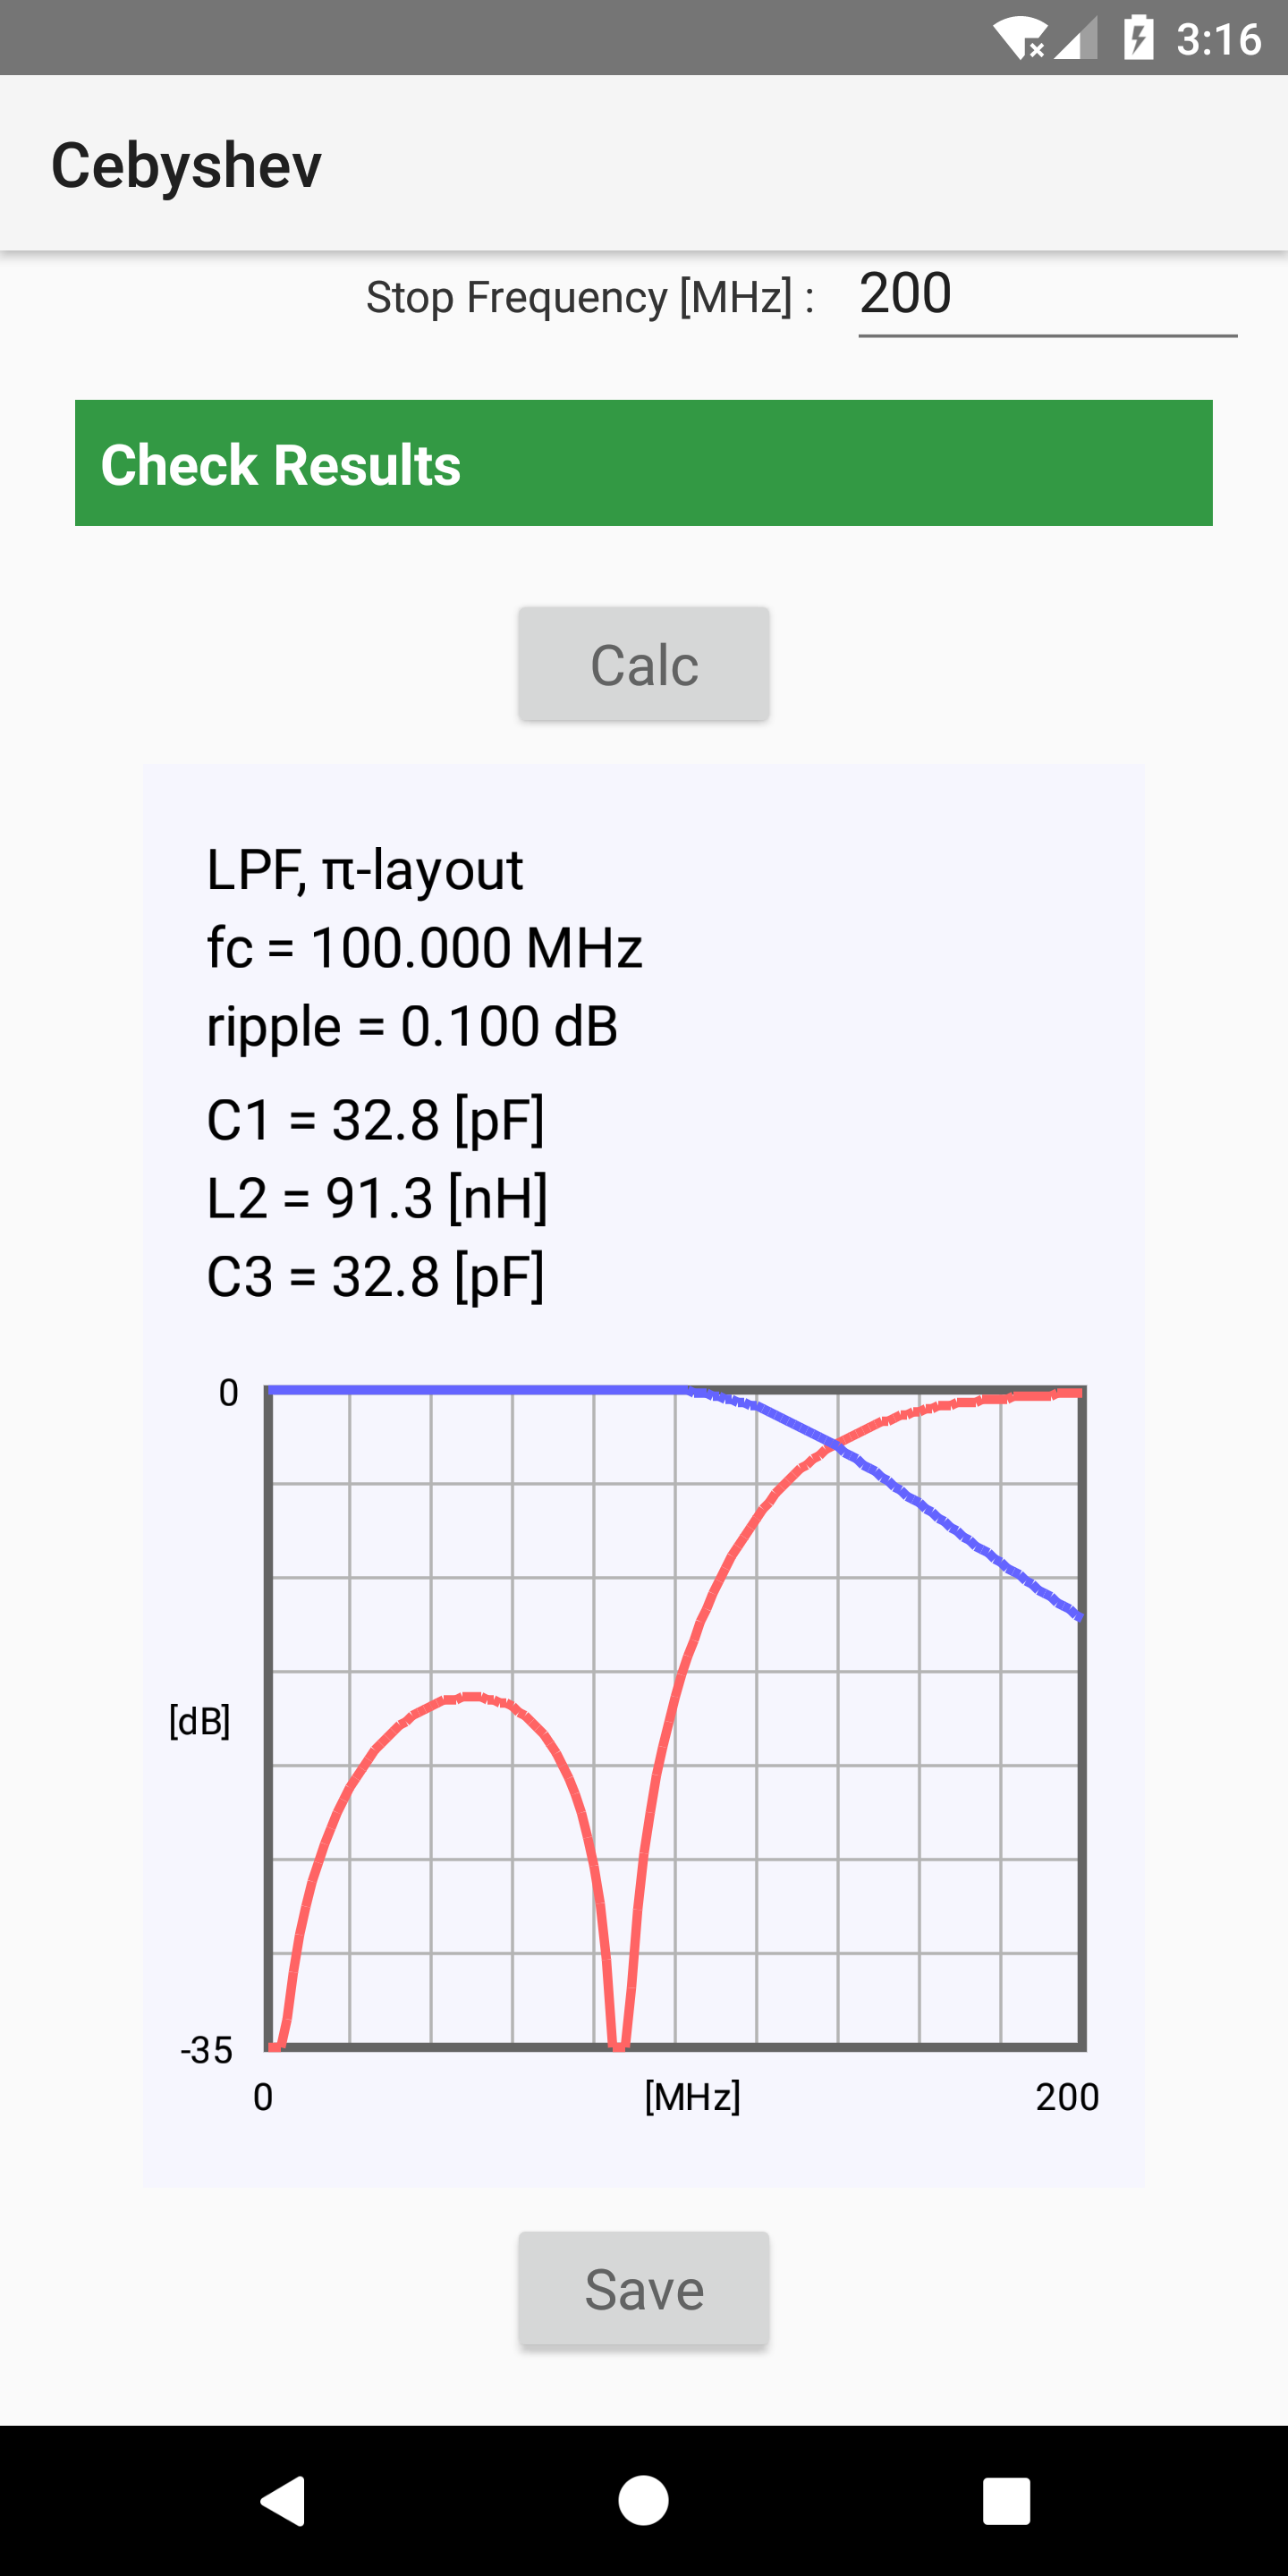 3:16
Cebyshev
Stop Frequency [MHz] : 200
Check Results
Calc
LPF, π-layout
fc = 100.000 MHz
ripple = 0.100 dB
C1 = 32.8 [pF]
L2 = 91.3 [nH]
C3 = 32.8 [pF]
0
[dB]
-35
0 [MHz] 200
Save